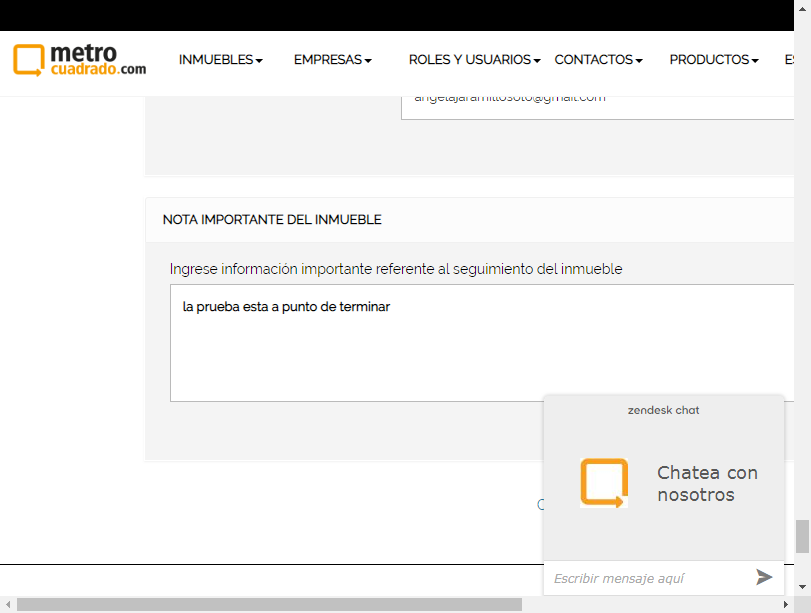 metro
cuadrado.com
INMUEBLES
EMPRESAS
ROLES Y USUARIOS
CONTACTOS
PRODUCTOS
angelajaramillosoto@gmail.com
NOTA IMPORTANTE DEL INMUEBLE
Ingrese información importante referente al seguimiento del inmueble
la prueba esta a punto de terminar
zendesk chat
Chatea con
nosotros
Escribir mensaje aquí